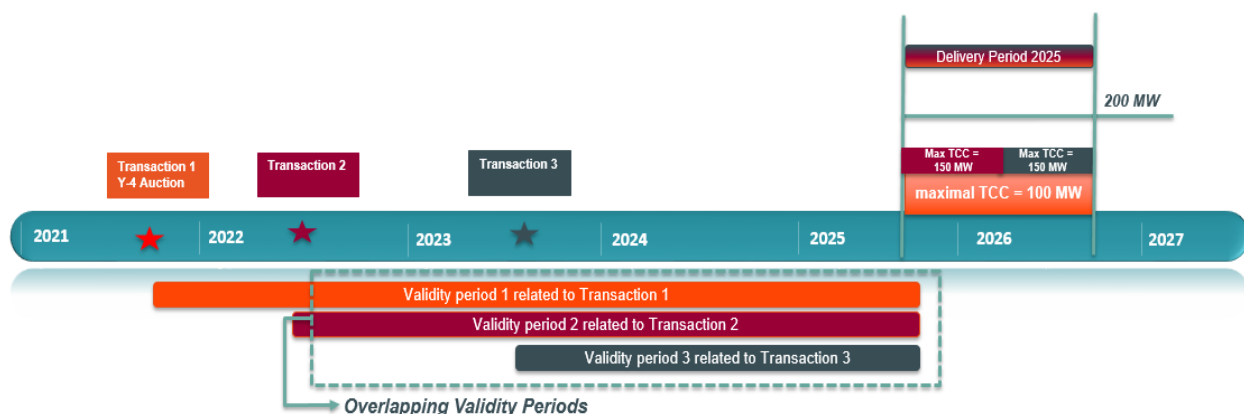 Delivery Period 2025
200 MW
Transaction 1
Y-4 Auction
Transaction 2
Transaction 3
Max TCC =
150 MW
Max TCC =
150 MW
maximal TCC = 100 MW
2021
2022
2023
2024
2025
2026
2027
Validity period 1 related to Transaction 1
Validity period 2 related to Transaction 2
Validity period 3 related to Transaction 3
Overlapping Validity Periods